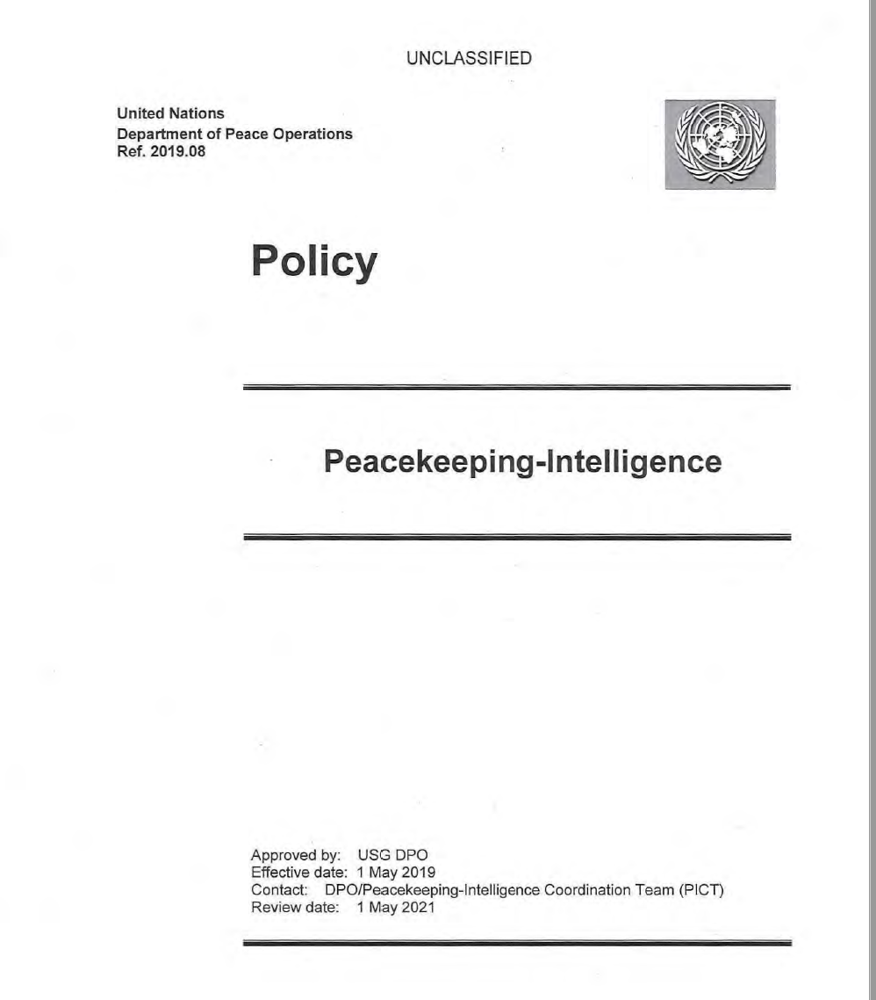 UNCLASSIFIED
United Nations
Department of Peace Operations
Ref. 2019.08
Policy
Peacekeeping-Intelligence
Approved by: USG DPO
Effective date: 1 May 2019
Contact: DPO/Peacekeeping-Intelligence Coordination Team (PICT)
Review date: 1 May 2021